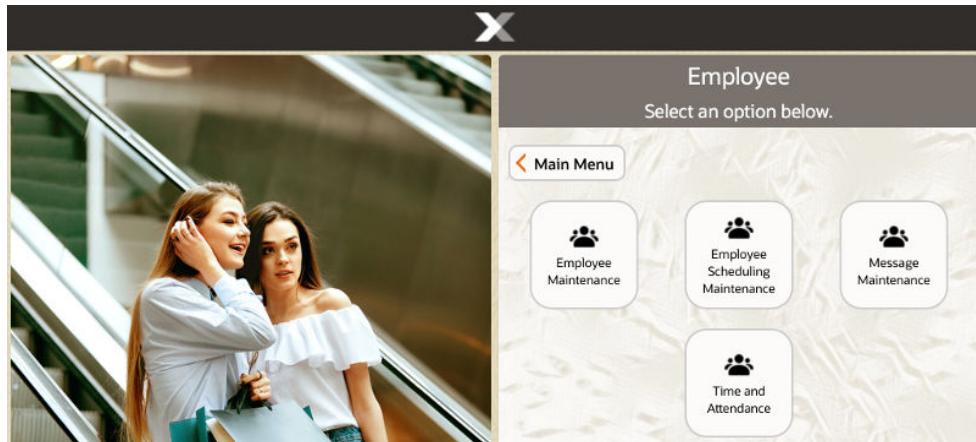 Employee
Select an option below.
Main Menu
Employee
Maintenance
Employee
Scheduling
Maintenance
Message
Maintenance
Time and
Attendance